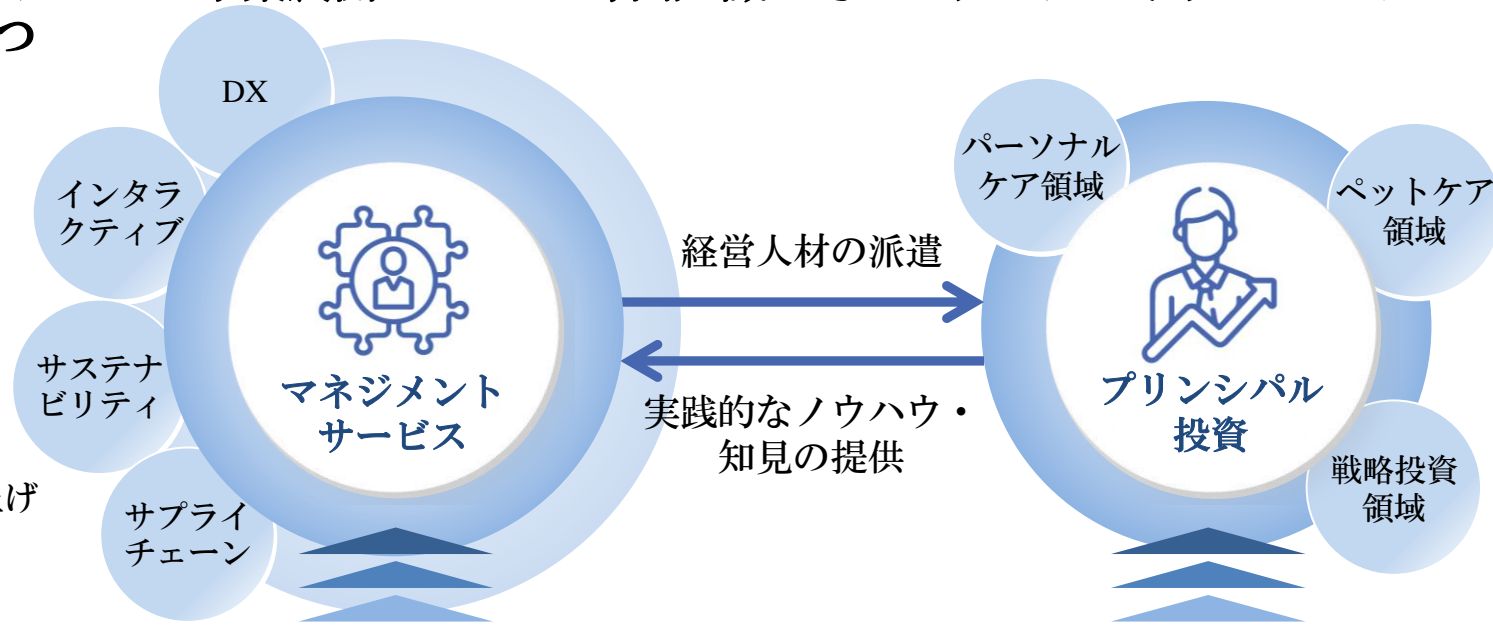 つ
DX
インタラ
クティブ
サステナ
ビリティ
サプライ
チェーン
げ
マネジメント
サービス
経営人材の派遣
実践的なノウハウ・
知見の提供
パーソナル
ケア領域
ペットケア
領域
プリンシパル
投資
戦略投資
領域